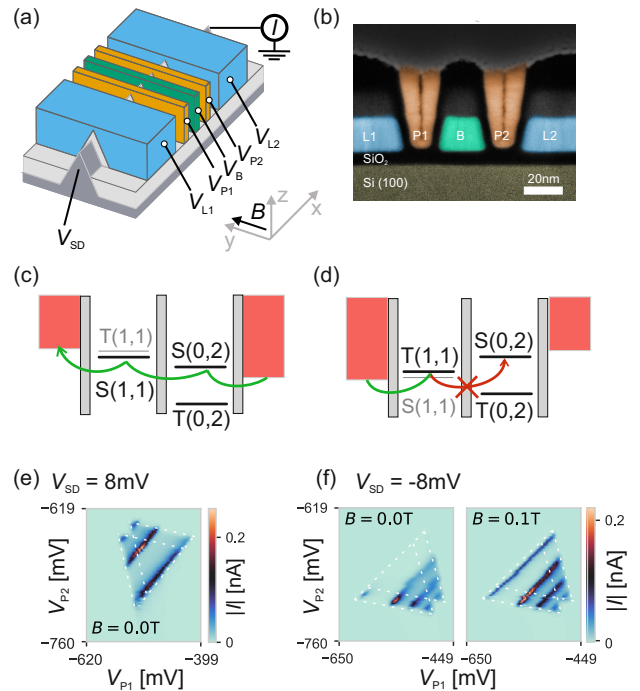 (a)
I
V_L2
V_P2
V_B
V_P1
V_L1
V_SD
B
z
x
y
(b)
L1
P1
B
P2
L2
SiO₂
Si (100)
20nm
(c)
T(1,1)
S(1,1)
S(0,2)
T(0,2)
(d)
T(1,1)
S(1,1)
S(0,2)
T(0,2)
(e)
V_SD = 8mV
−619
V_P2 [mV]
−760
B = 0.0T
−620
−399
V_P1 [mV]
0.2
|I| [nA]
0
(f)
V_SD = -8mV
−619
V_P2 [mV]
−760
B = 0.0T
B = 0.1T
−650
−449
−650
−449
V_P1 [mV]
0.2
|I| [nA]
0